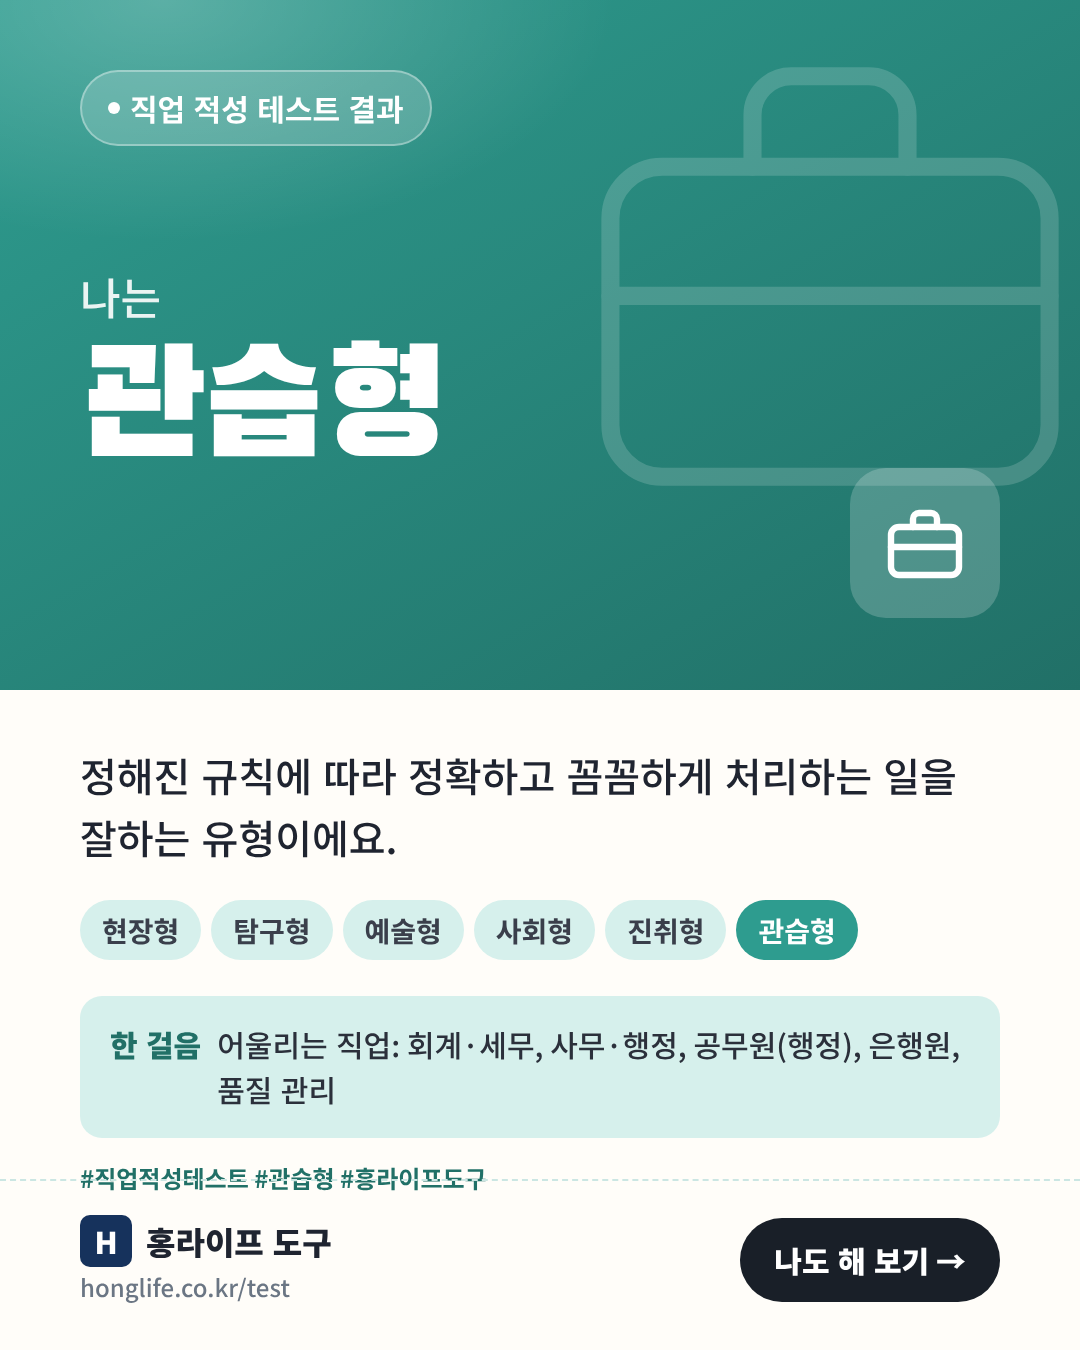 직업 적성 테스트 결과
나는
관습형
정해진 규칙에 따라 정확하고 꼼꼼하게 처리하는 일을
잘하는 유형이에요.
현장형 탐구형 예술형 사회형 진취형 관습형
한 걸음 어울리는 직업: 회계·세무, 사무·행정, 공무원(행정), 은행원,
품질 관리
#직업적성테스트 #관습형 #홍라이프도구
H 홍라이프 도구
honglife.co.kr/test
나도 해 보기 →